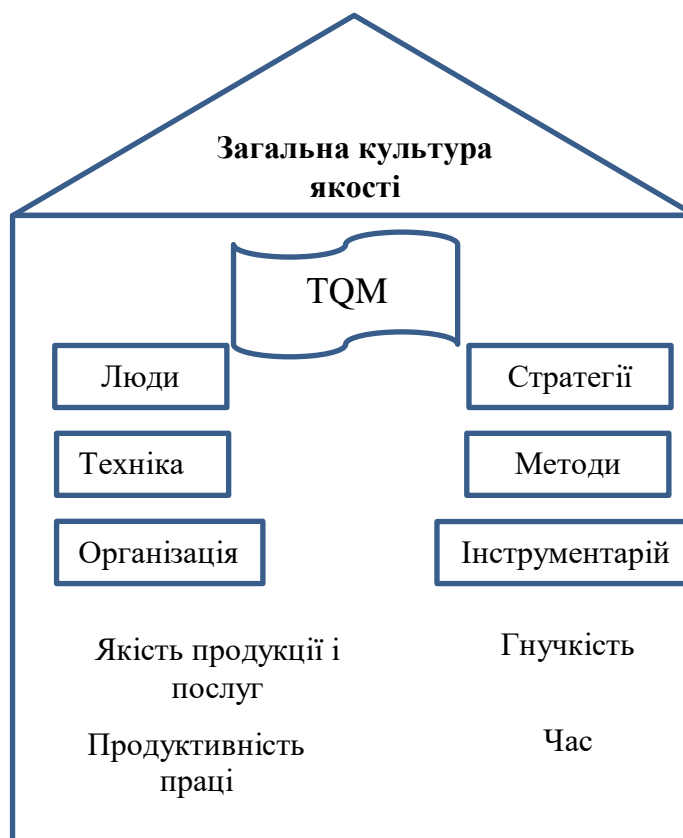 Загальна культура
якості
TQM
Люди
Стратегії
Техніка
Методи
Організація
Інструментарій
Якість продукції і
послуг
Гнучкість
Продуктивність
праці
Час